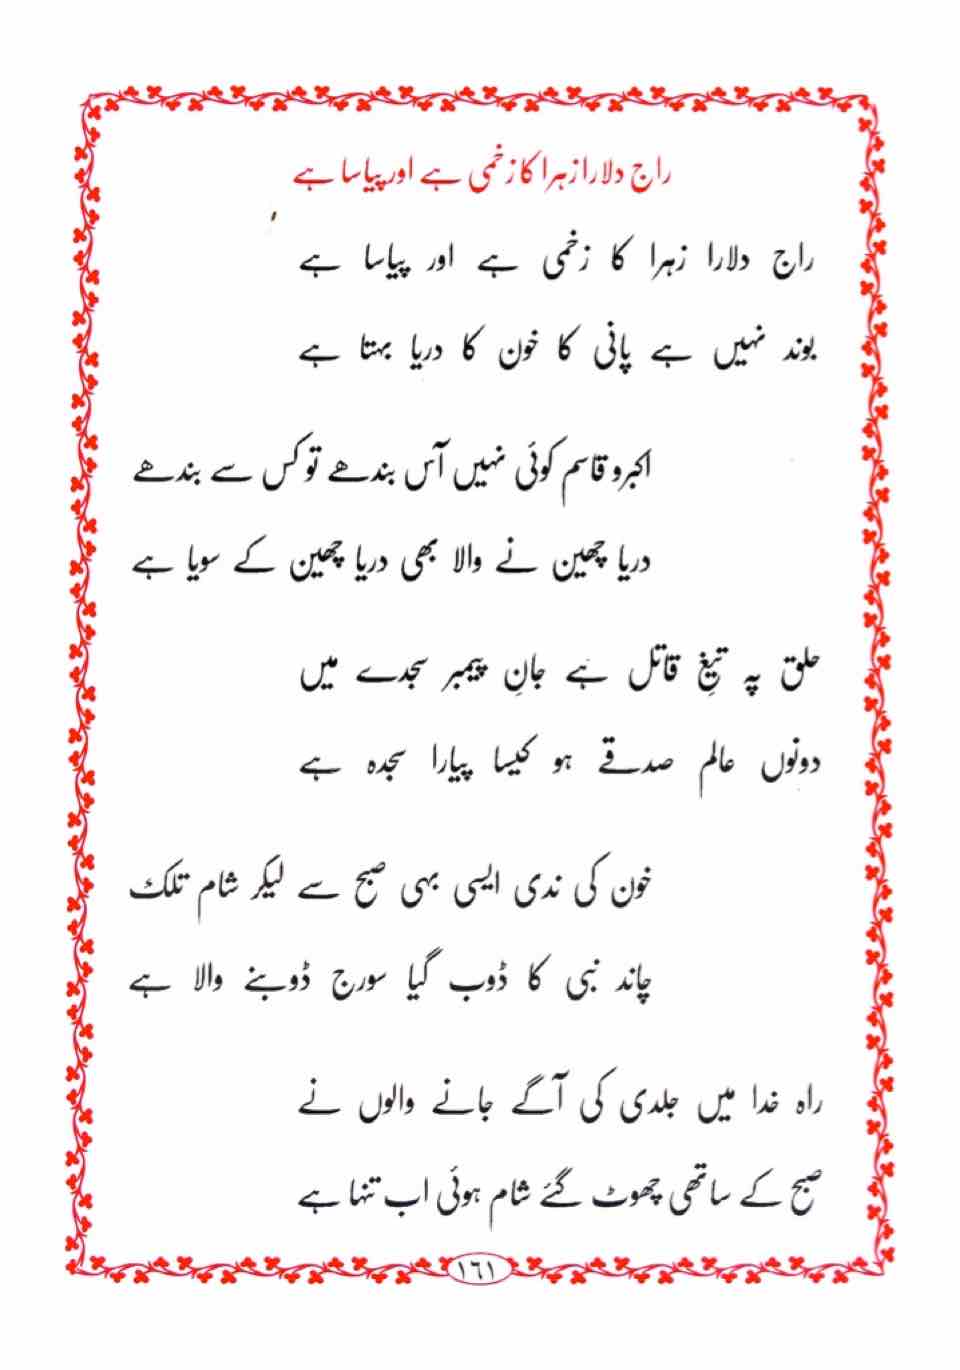 راج دلارا زہرا کا زخمی ہے اور پیاسا ہے
راج دلارا زہرا کا زخمی ہے اور پیاسا ہے
بوند نہیں ہے پانی کا خون کا دریا بہتا ہے
اکبر و قاسم کوئی نہیں آس بندھے تو کس سے بندھے
دریا چھین نے والا بھی دریا چھین کے سویا ہے
حلق پہ تیغِ قاتل ہے جانِ پیمبر سجدے میں
دونوں عالم صدقے ہو کیسا پیارا سجدہ ہے
خون کی ندی ایسی بہی صبح سے لیکر شام تلک
چاند نبی کا ڈوب گیا سورج ڈوبنے والا ہے
راہ خدا میں جلدی کی آگے جانے والوں نے
صبح کے ساتھی چھوٹ گئے شام ہوئی اب تنہا ہے
١٦١